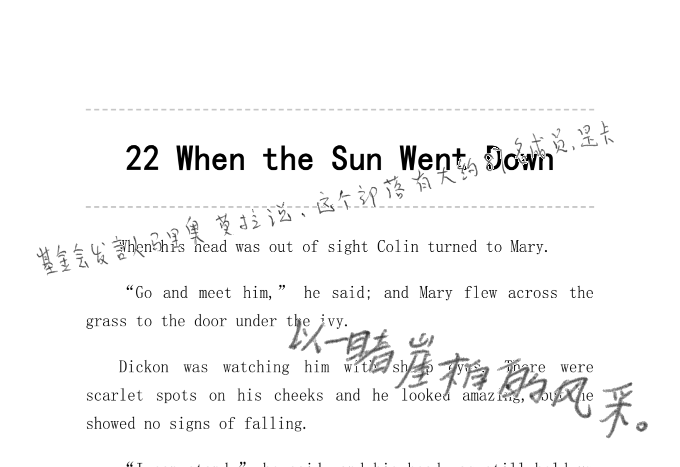 22 When the Sun Went Down
基金会发言人马里奥 莫拉说、这个部落有大约80名成员,是卡
When his head was out of sight Colin turned to Mary.
“Go and meet him,” he said; and Mary flew across the
grass to the door under the ivy.
以一睹崖柏的风采。
Dickon was watching him with sharp eyes. There were
scarlet spots on his cheeks and he looked amazing, but he
showed no signs of falling.